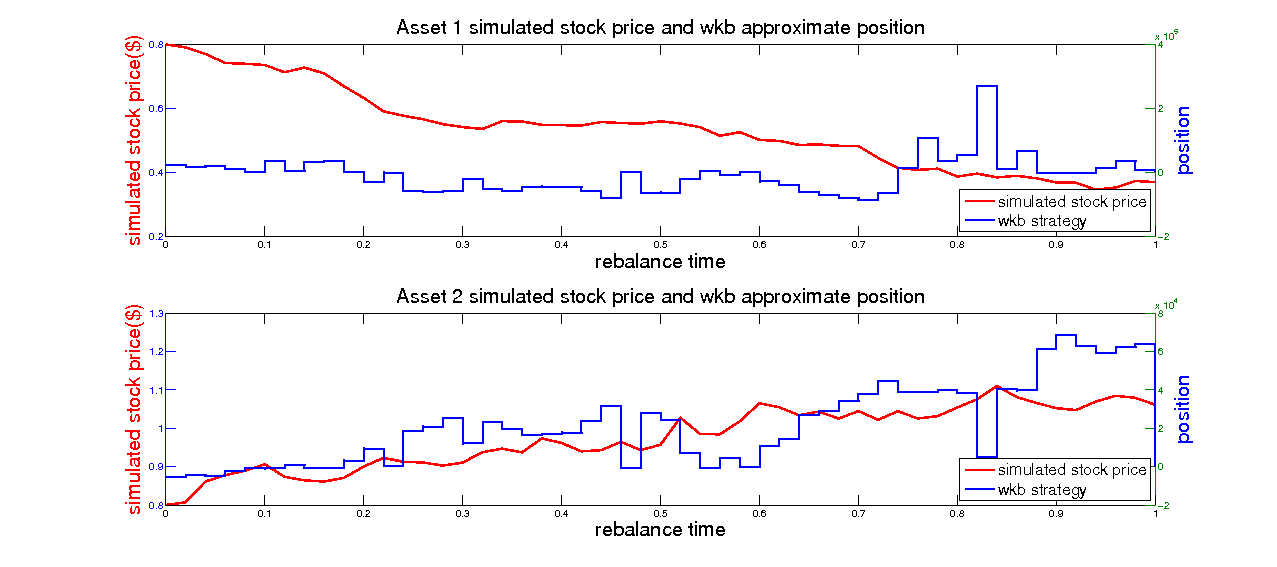 Asset 1 simulated stock price and wkb approximate position
simulated stock price($)
0.8
0.6
0.4
0.2
x 10
4
2
0
-2
position
simulated stock price
wkb strategy
0 0.1 0.2 0.3 0.4 0.5 0.6 0.7 0.8 0.9 1
rebalance time
Asset 2 simulated stock price and wkb approximate position
simulated stock price($)
1.3
1.2
1.1
1
0.9
0.8
x 10^4
8
6
4
2
0
-2
position
simulated stock price
wkb strategy
0 0.1 0.2 0.3 0.4 0.5 0.6 0.7 0.8 0.9 1
rebalance time